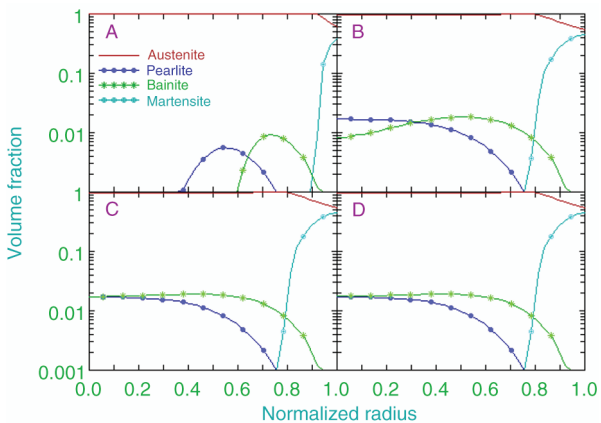 A
B
Austenite
Pearlite
Bainite
Martensite
1
0.1
0.01
1
C
D
0.1
0.01
0.001
Volume fraction
0.0 0.2 0.4 0.6 0.8 1.0 0.2 0.4 0.6 0.8 1.0
Normalized radius